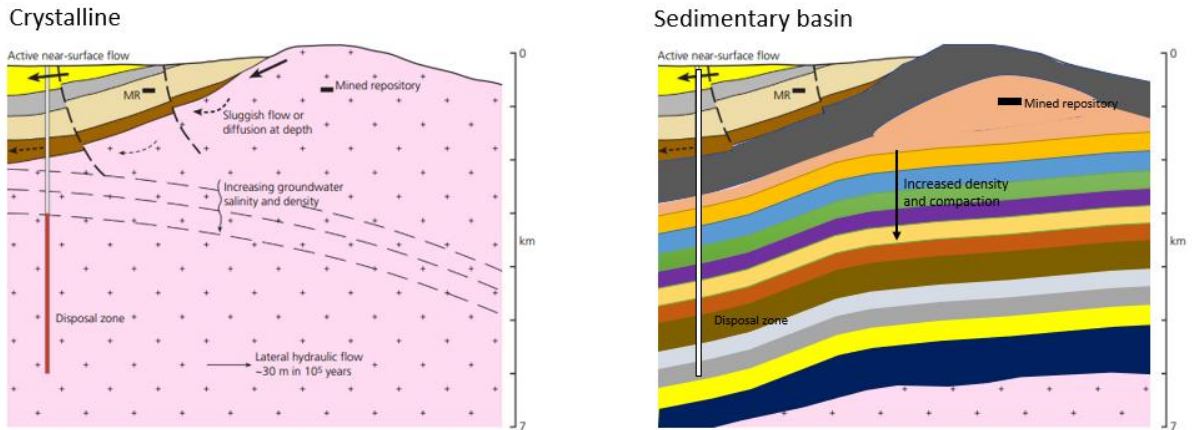 Crystalline
Active near-surface flow
0
MR
Mined repository
Sluggish flow or
diffusion at depth
Increasing groundwater
salinity and density
km
Disposal zone
Lateral hydraulic flow
~30 m in 10⁵ years
7
Sedimentary basin
Active near-surface flow
0
MR
Mined repository
Increased density
and compaction
km
Disposal zone
7